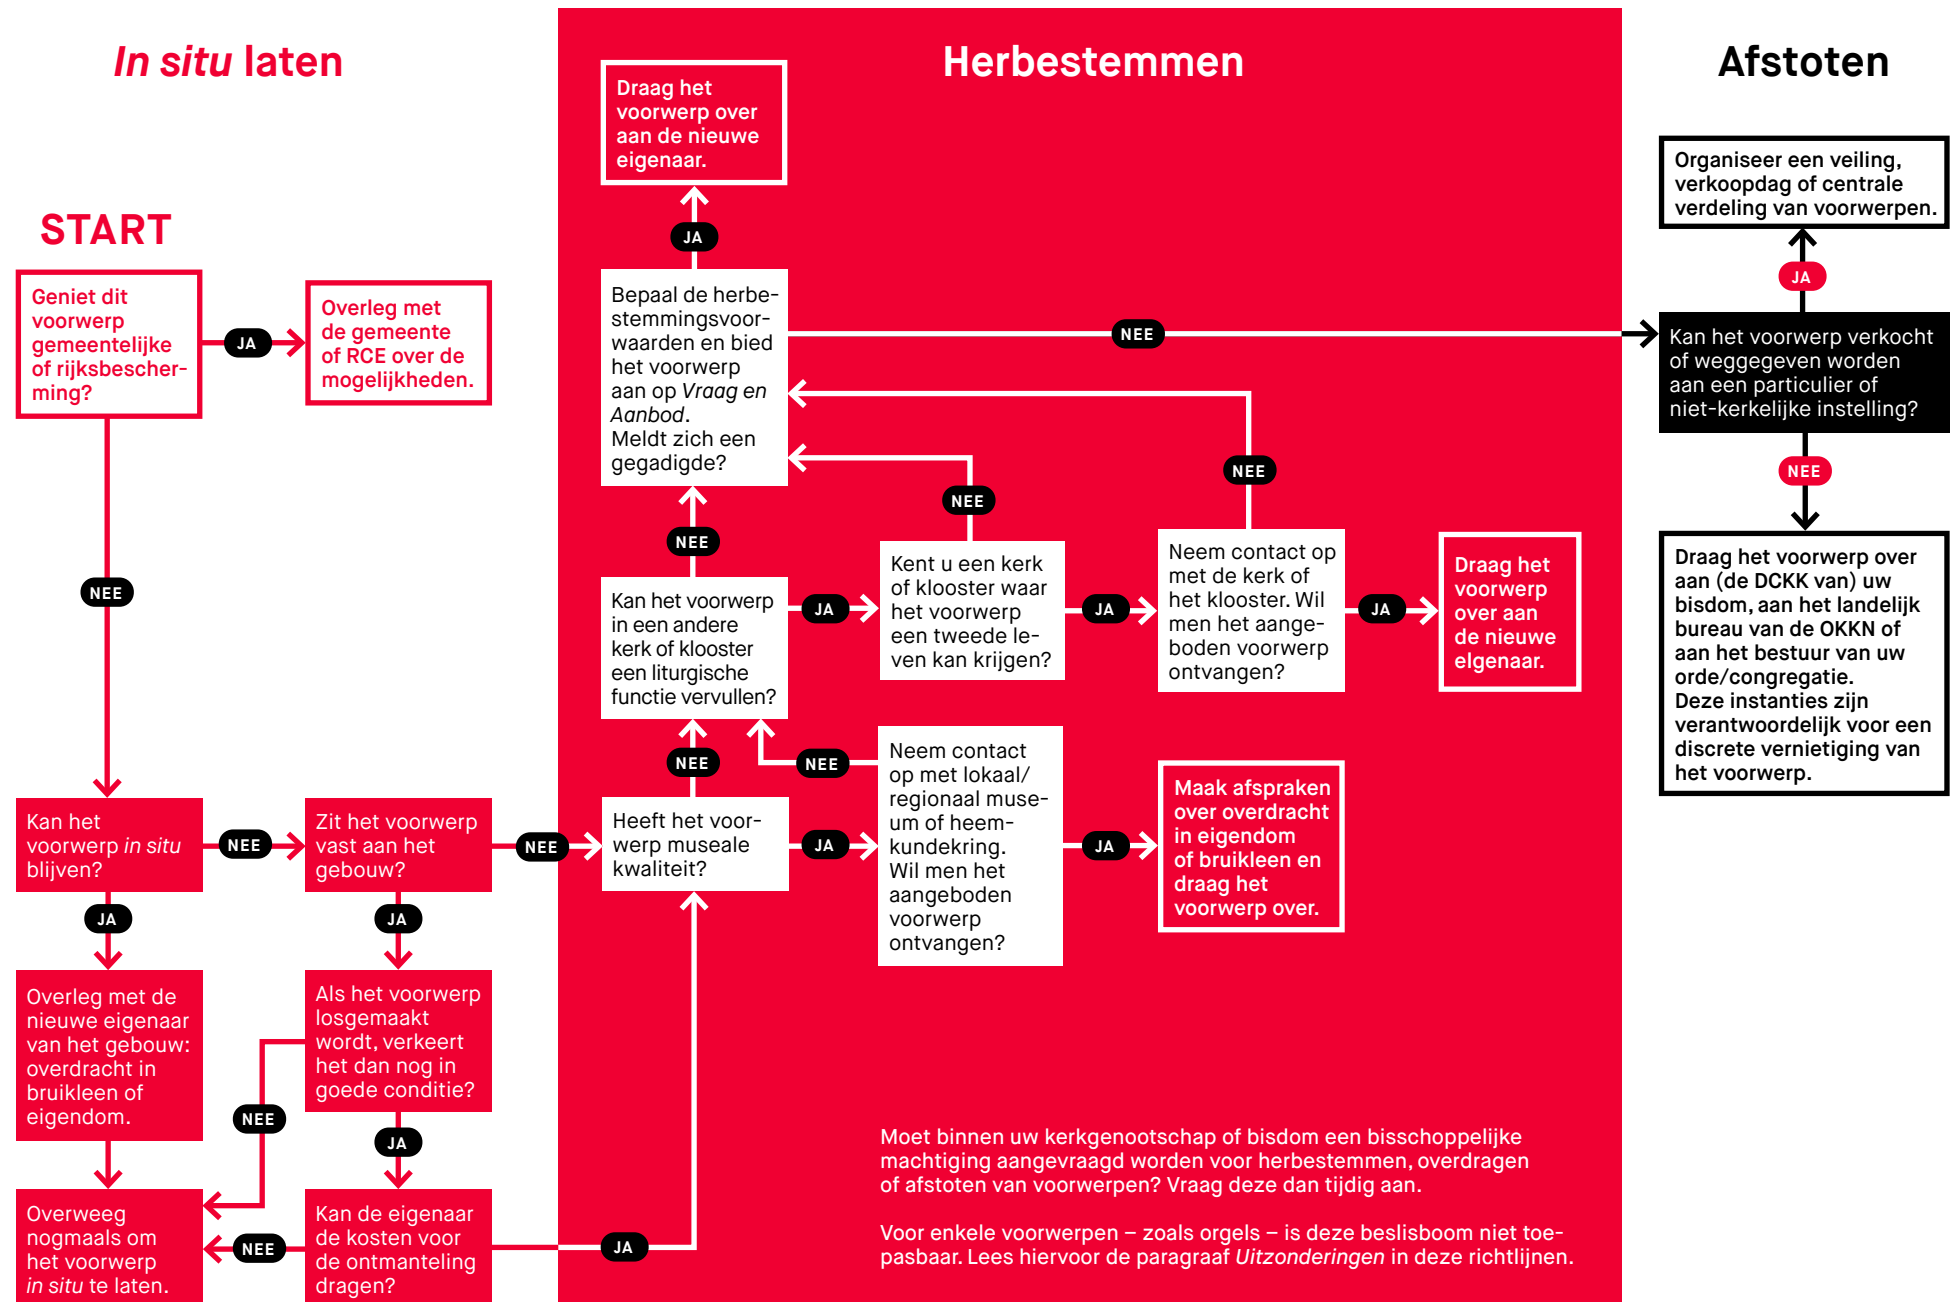 In situ laten
START
Geniet dit
voorwerp
gemeentelijke
of rijksbescher-
ming?
JA
Overleg met
de gemeente
of RCE over de
mogelijkheden.
NEE
Kan het
voorwerp in situ
blijven?
NEE
Zit het voorwerp
vast aan het
gebouw?
NEE
JA
JA
Overleg met de
nieuwe eigenaar
van het gebouw:
overdracht in
bruikleen of
eigendom.
Als het voorwerp
losgemaakt
wordt, verkeert
het dan nog in
goede conditie?
NEE
JA
Overweeg
nogmaals om
het voorwerp
in situ te laten.
NEE
Kan de eigenaar
de kosten voor
de ontmanteling
dragen?
JA
Herbestemmen
Draag het
voorwerp over
aan de nieuwe
eigenaar.
JA
Bepaal de herbe-
stemmingsvoor-
waarden en bied
het voorwerp
aan op Vraag en
Aanbod.
Meldt zich een
gegadigde?
NEE
NEE
NEE
NEE
Kan het voorwerp
in een andere
kerk of klooster
een liturgische
functie vervullen?
JA
Kent u een kerk
of klooster waar
het voorwerp
een tweede le-
ven kan krijgen?
JA
Neem contact op
met de kerk of
het klooster. Wil
men het aange-
boden voorwerp
ontvangen?
JA
Draag het
voorwerp
over aan
de nieuwe
elgenaar.
NEE
NEE
Heeft het voor-
werp museale
kwaliteit?
JA
Neem contact
op met lokaal/
regionaal muse-
um of heem-
kundekring.
Wil men het
aangeboden
voorwerp
ontvangen?
JA
Maak afspraken
over overdracht
in eigendom
of bruikleen en
draag het
voorwerp over.
Moet binnen uw kerkgenootschap of bisdom een bisschoppelijke
machtiging aangevraagd worden voor herbestemmen, overdragen
of afstoten van voorwerpen? Vraag deze dan tijdig aan.
Voor enkele voorwerpen – zoals orgels – is deze beslisboom niet toe-
pasbaar. Lees hiervoor de paragraaf Uitzonderingen in deze richtlijnen.
Afstoten
Organiseer een veiling,
verkoopdag of centrale
verdeling van voorwerpen.
JA
Kan het voorwerp verkocht
of weggegeven worden
aan een particulier of
niet-kerkelijke instelling?
NEE
Draag het voorwerp over
aan (de DCKK van) uw
bisdom, aan het landelijk
bureau van de OKKN of
aan het bestuur van uw
orde/congregatie.
Deze instanties zijn
verantwoordelijk voor een
discrete vernietiging van
het voorwerp.